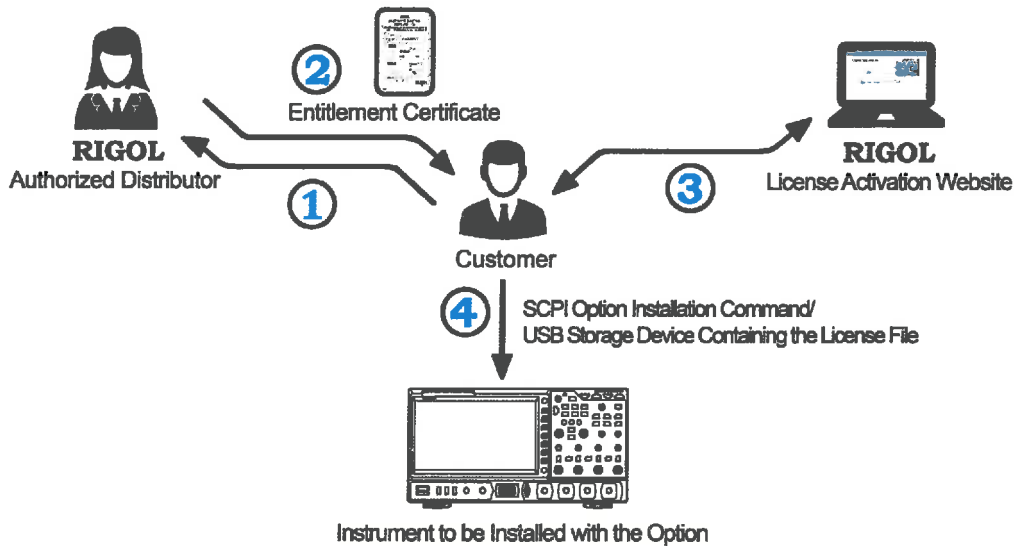 2
Entitlement Certificate
RIGOL
Authorized Distributor
1
RIGOL
License Activation Website
3
Customer
4
SCPI Option Installation Command/
USB Storage Device Containing the License File
Instrument to be Installed with the Option